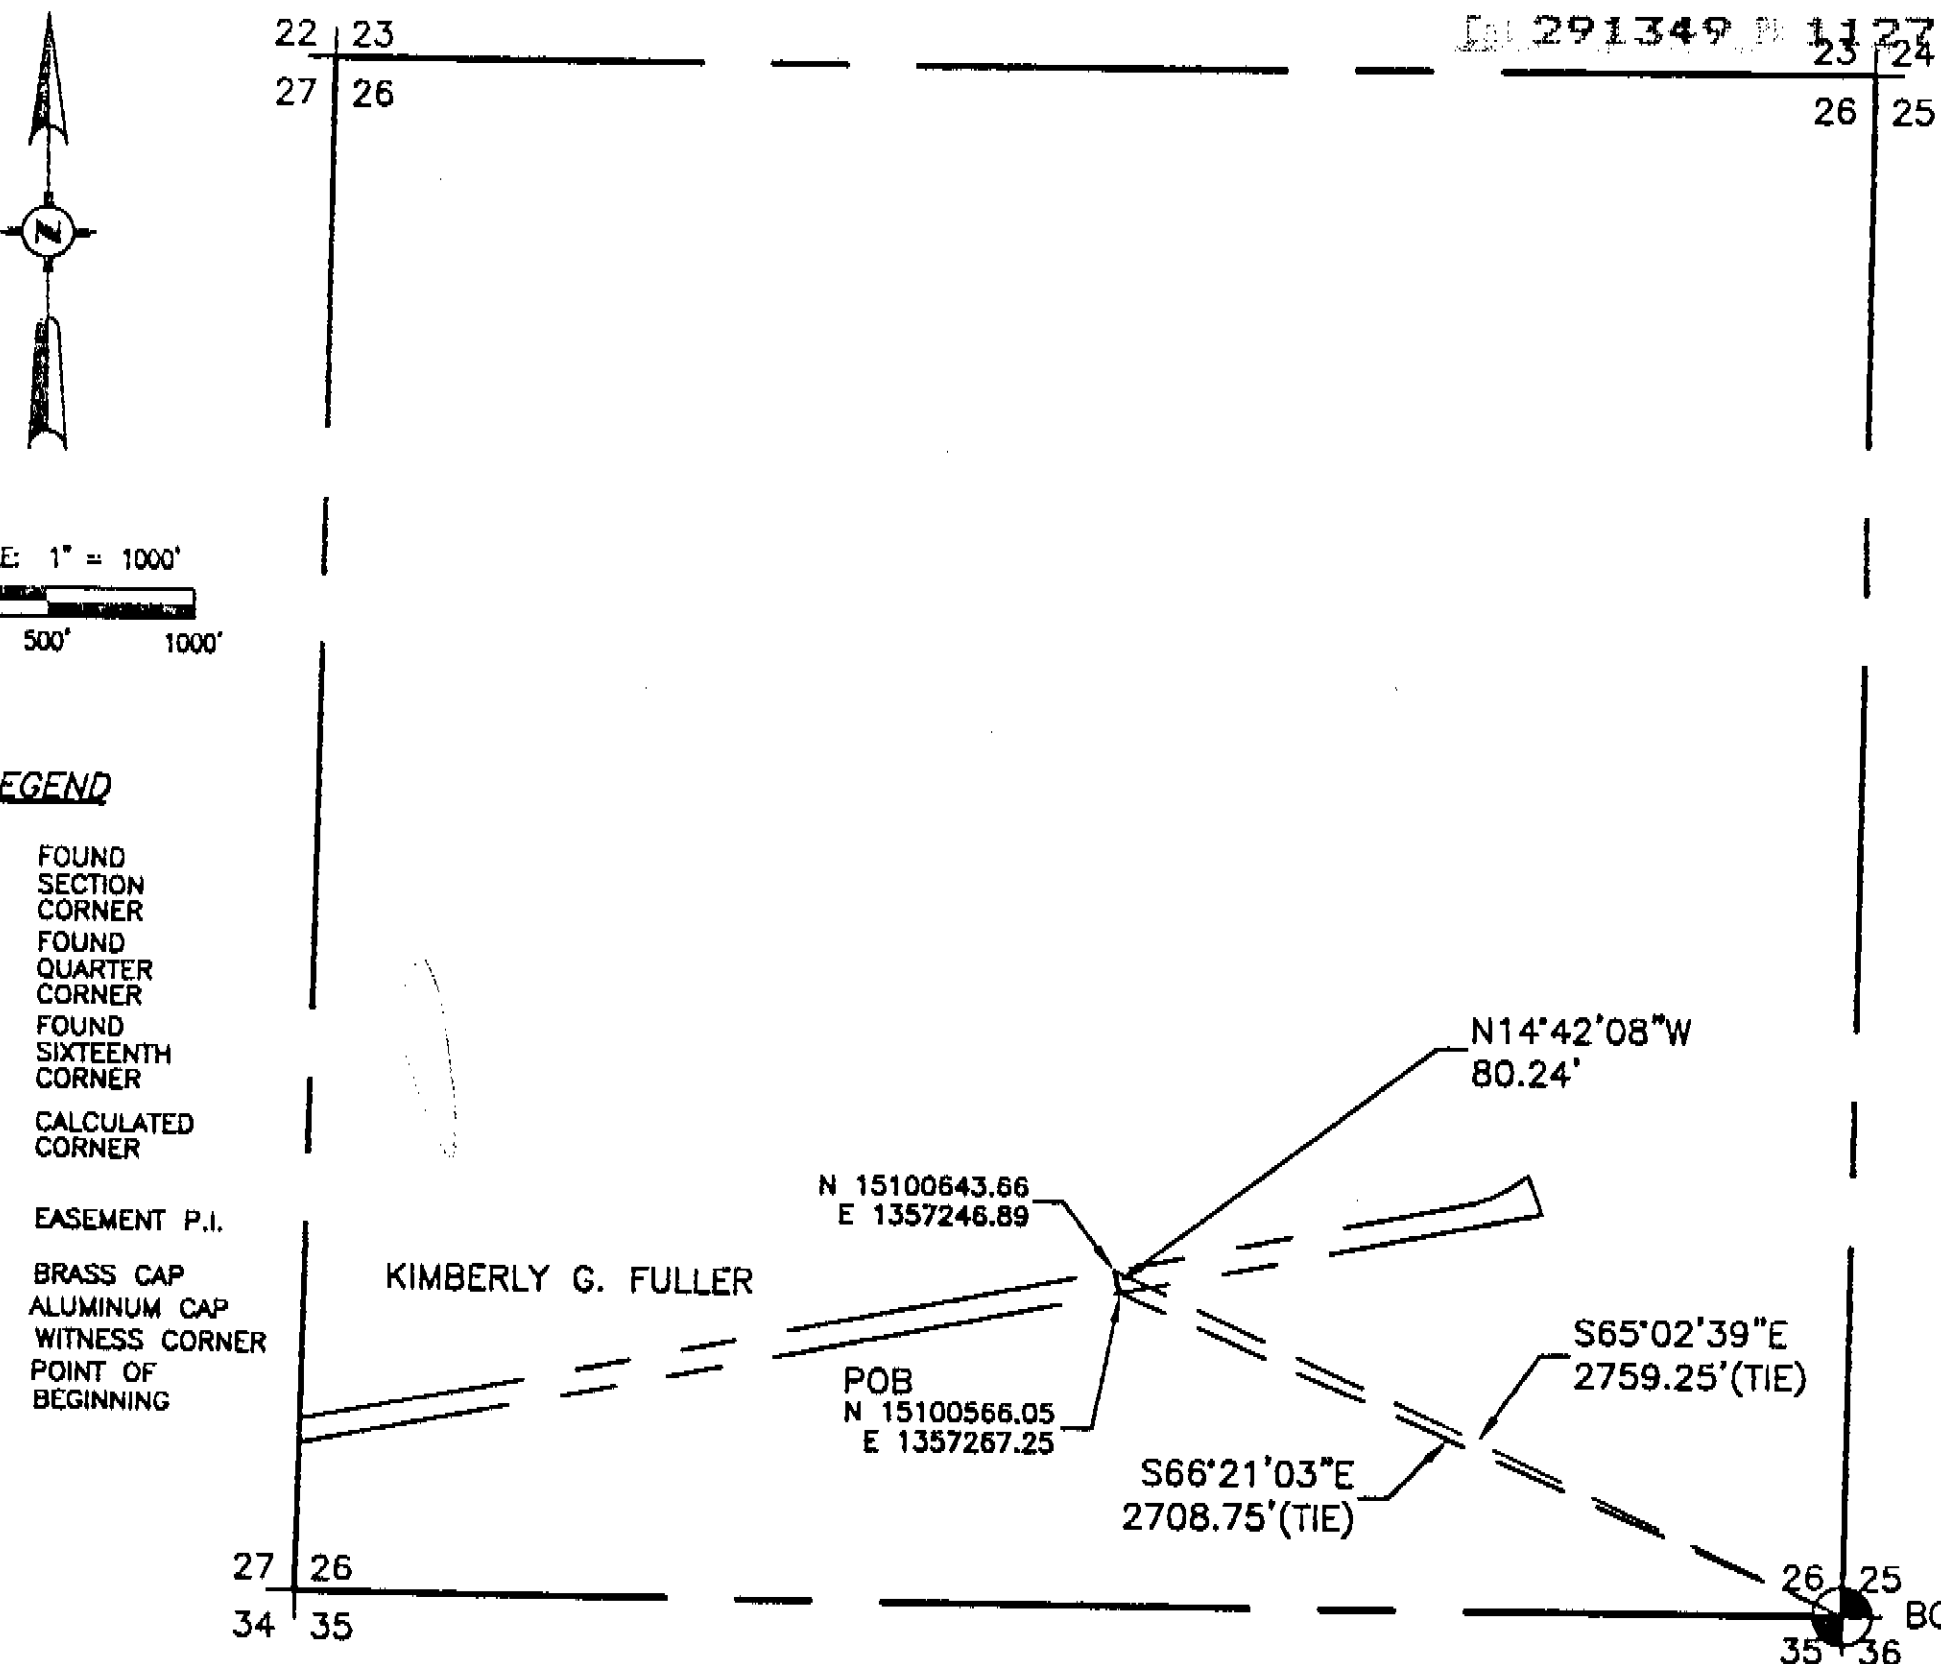 291349 1127
22 23
27 26
23 24
26 25
N
E: 1" = 1000'
500' 1000'
EGEND
FOUND
SECTION
CORNER
FOUND
QUARTER
CORNER
FOUND
SIXTEENTH
CORNER
CALCULATED
CORNER
EASEMENT P.I.
BRASS CAP
ALUMINUM CAP
WITNESS CORNER
POINT OF
BEGINNING
N14°42'08"W
80.24'
N 15100643.66
E 1357246.89
KIMBERLY G. FULLER
POB
N 15100566.05
E 1357267.25
S65°02'39"E
2759.25'(TIE)
S66°21'03"E
2708.75'(TIE)
27 26
34 35
26 25
35 36
BC